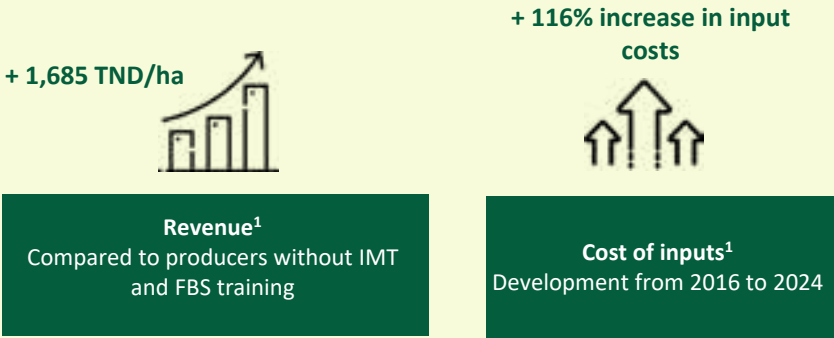 + 1,685 TND/ha
Revenue¹
Compared to producers without IMT
and FBS training
+ 116% increase in input
costs
Cost of inputs¹
Development from 2016 to 2024